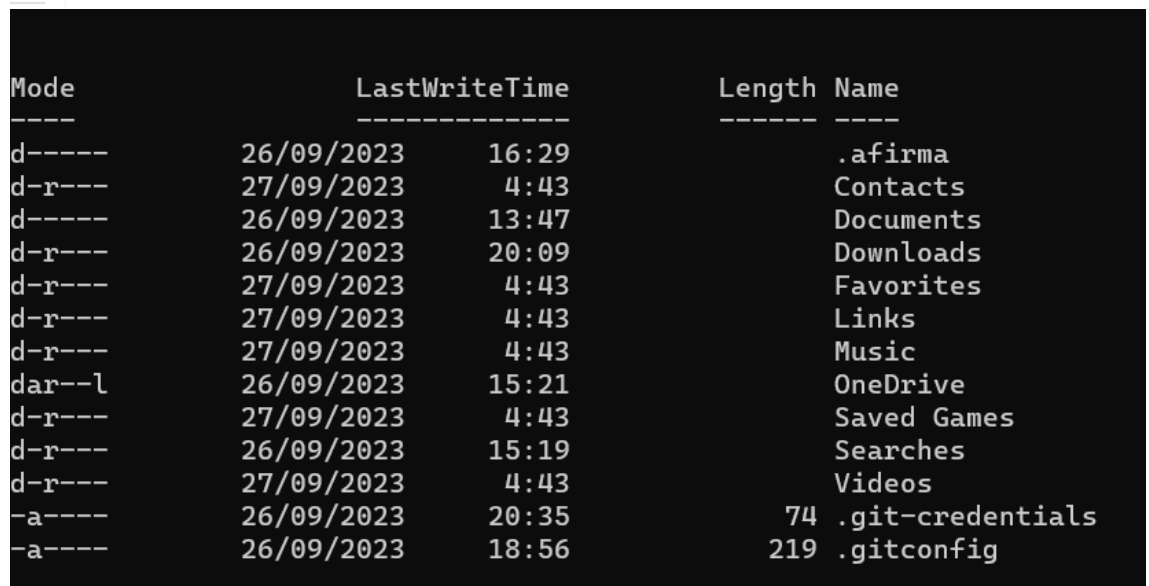 Mode                 LastWriteTime         Length Name
----                 -------------         ------ ----
d-----        26/09/2023     16:29                .afirma
d-r---        27/09/2023      4:43                Contacts
d-----        26/09/2023     13:47                Documents
d-r---        26/09/2023     20:09                Downloads
d-r---        27/09/2023      4:43                Favorites
d-r---        27/09/2023      4:43                Links
d-r---        27/09/2023      4:43                Music
dar--l        26/09/2023     15:21                OneDrive
d-r---        27/09/2023      4:43                Saved Games
d-r---        26/09/2023     15:19                Searches
d-r---        27/09/2023      4:43                Videos
-a----        26/09/2023     20:35             74 .git-credentials
-a----        26/09/2023     18:56            219 .gitconfig